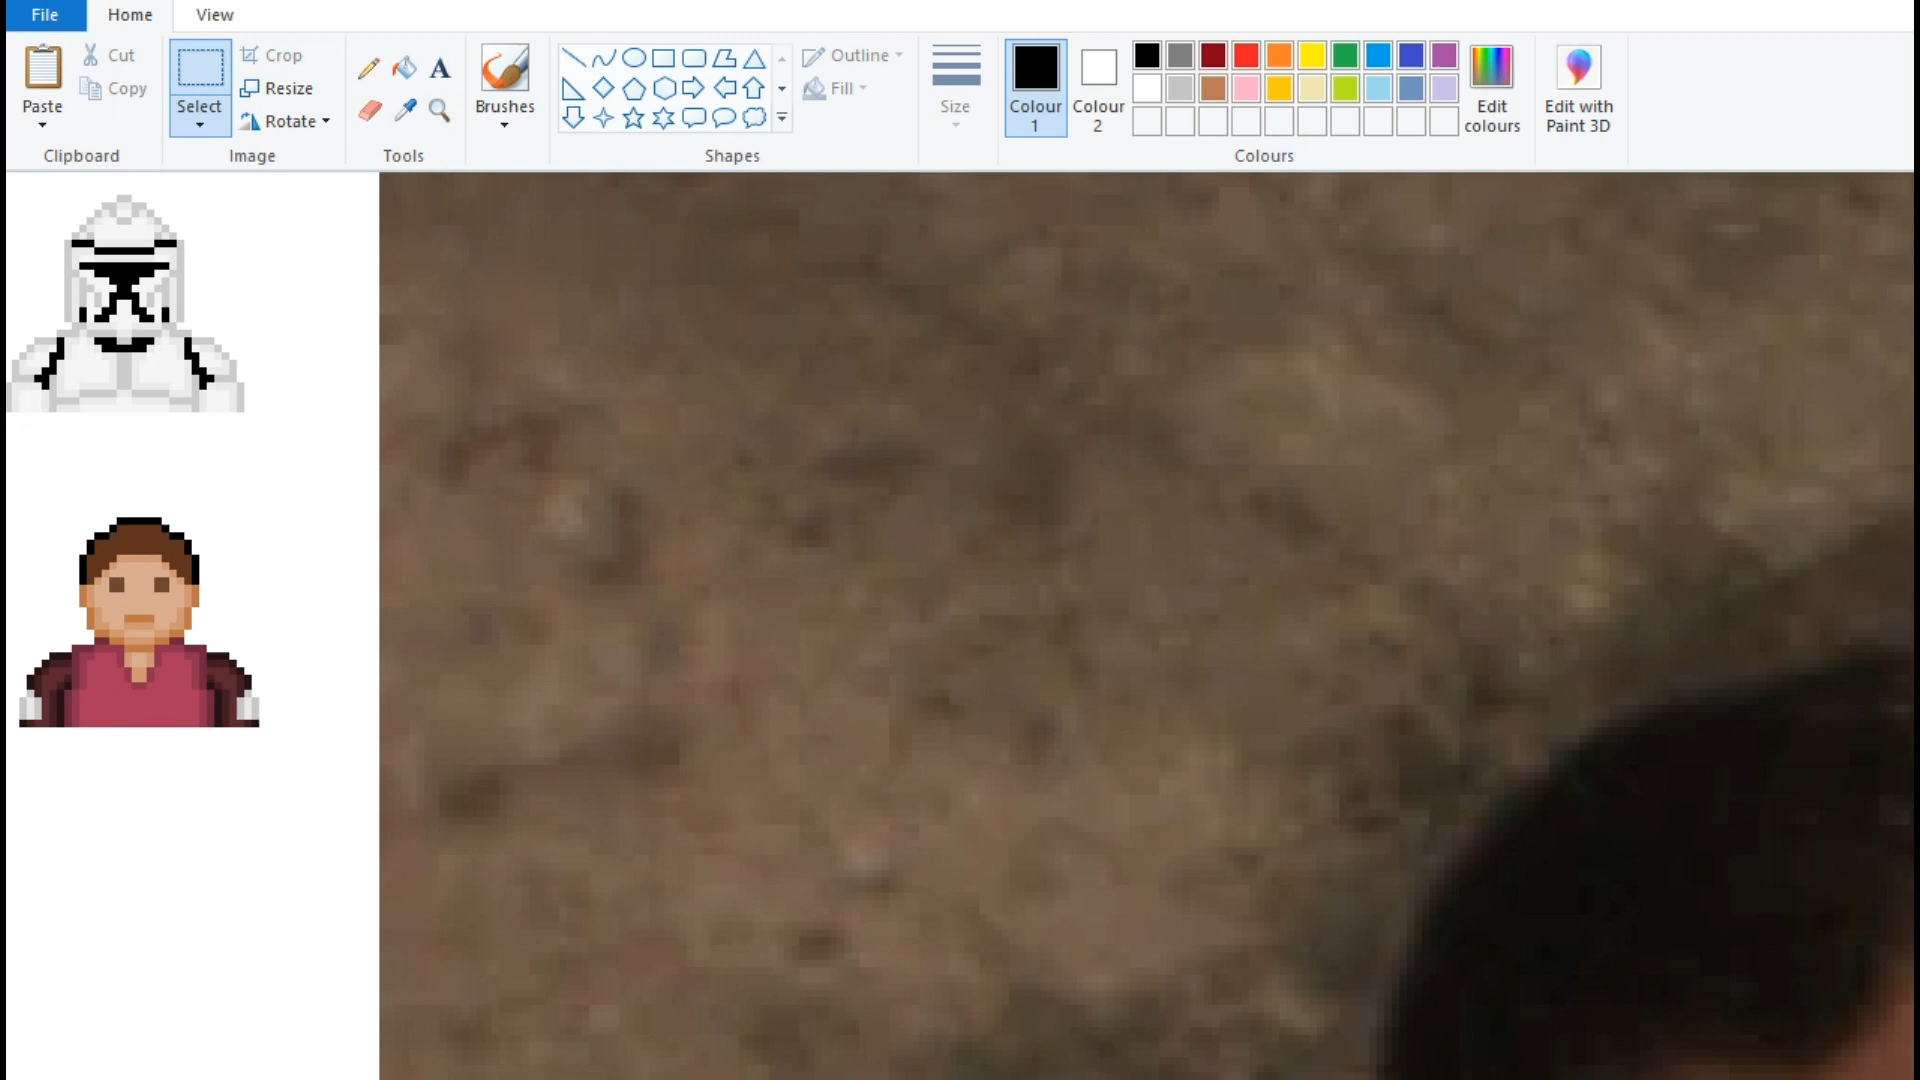 File Home View
Paste
Cut
Copy
Clipboard
Select
Crop
Resize
Rotate
Image
A
Tools
Brushes
Shapes
Outline
Fill
Size
Colour
1
Colour
2
Edit
colours
Colours
Edit with
Paint 3D